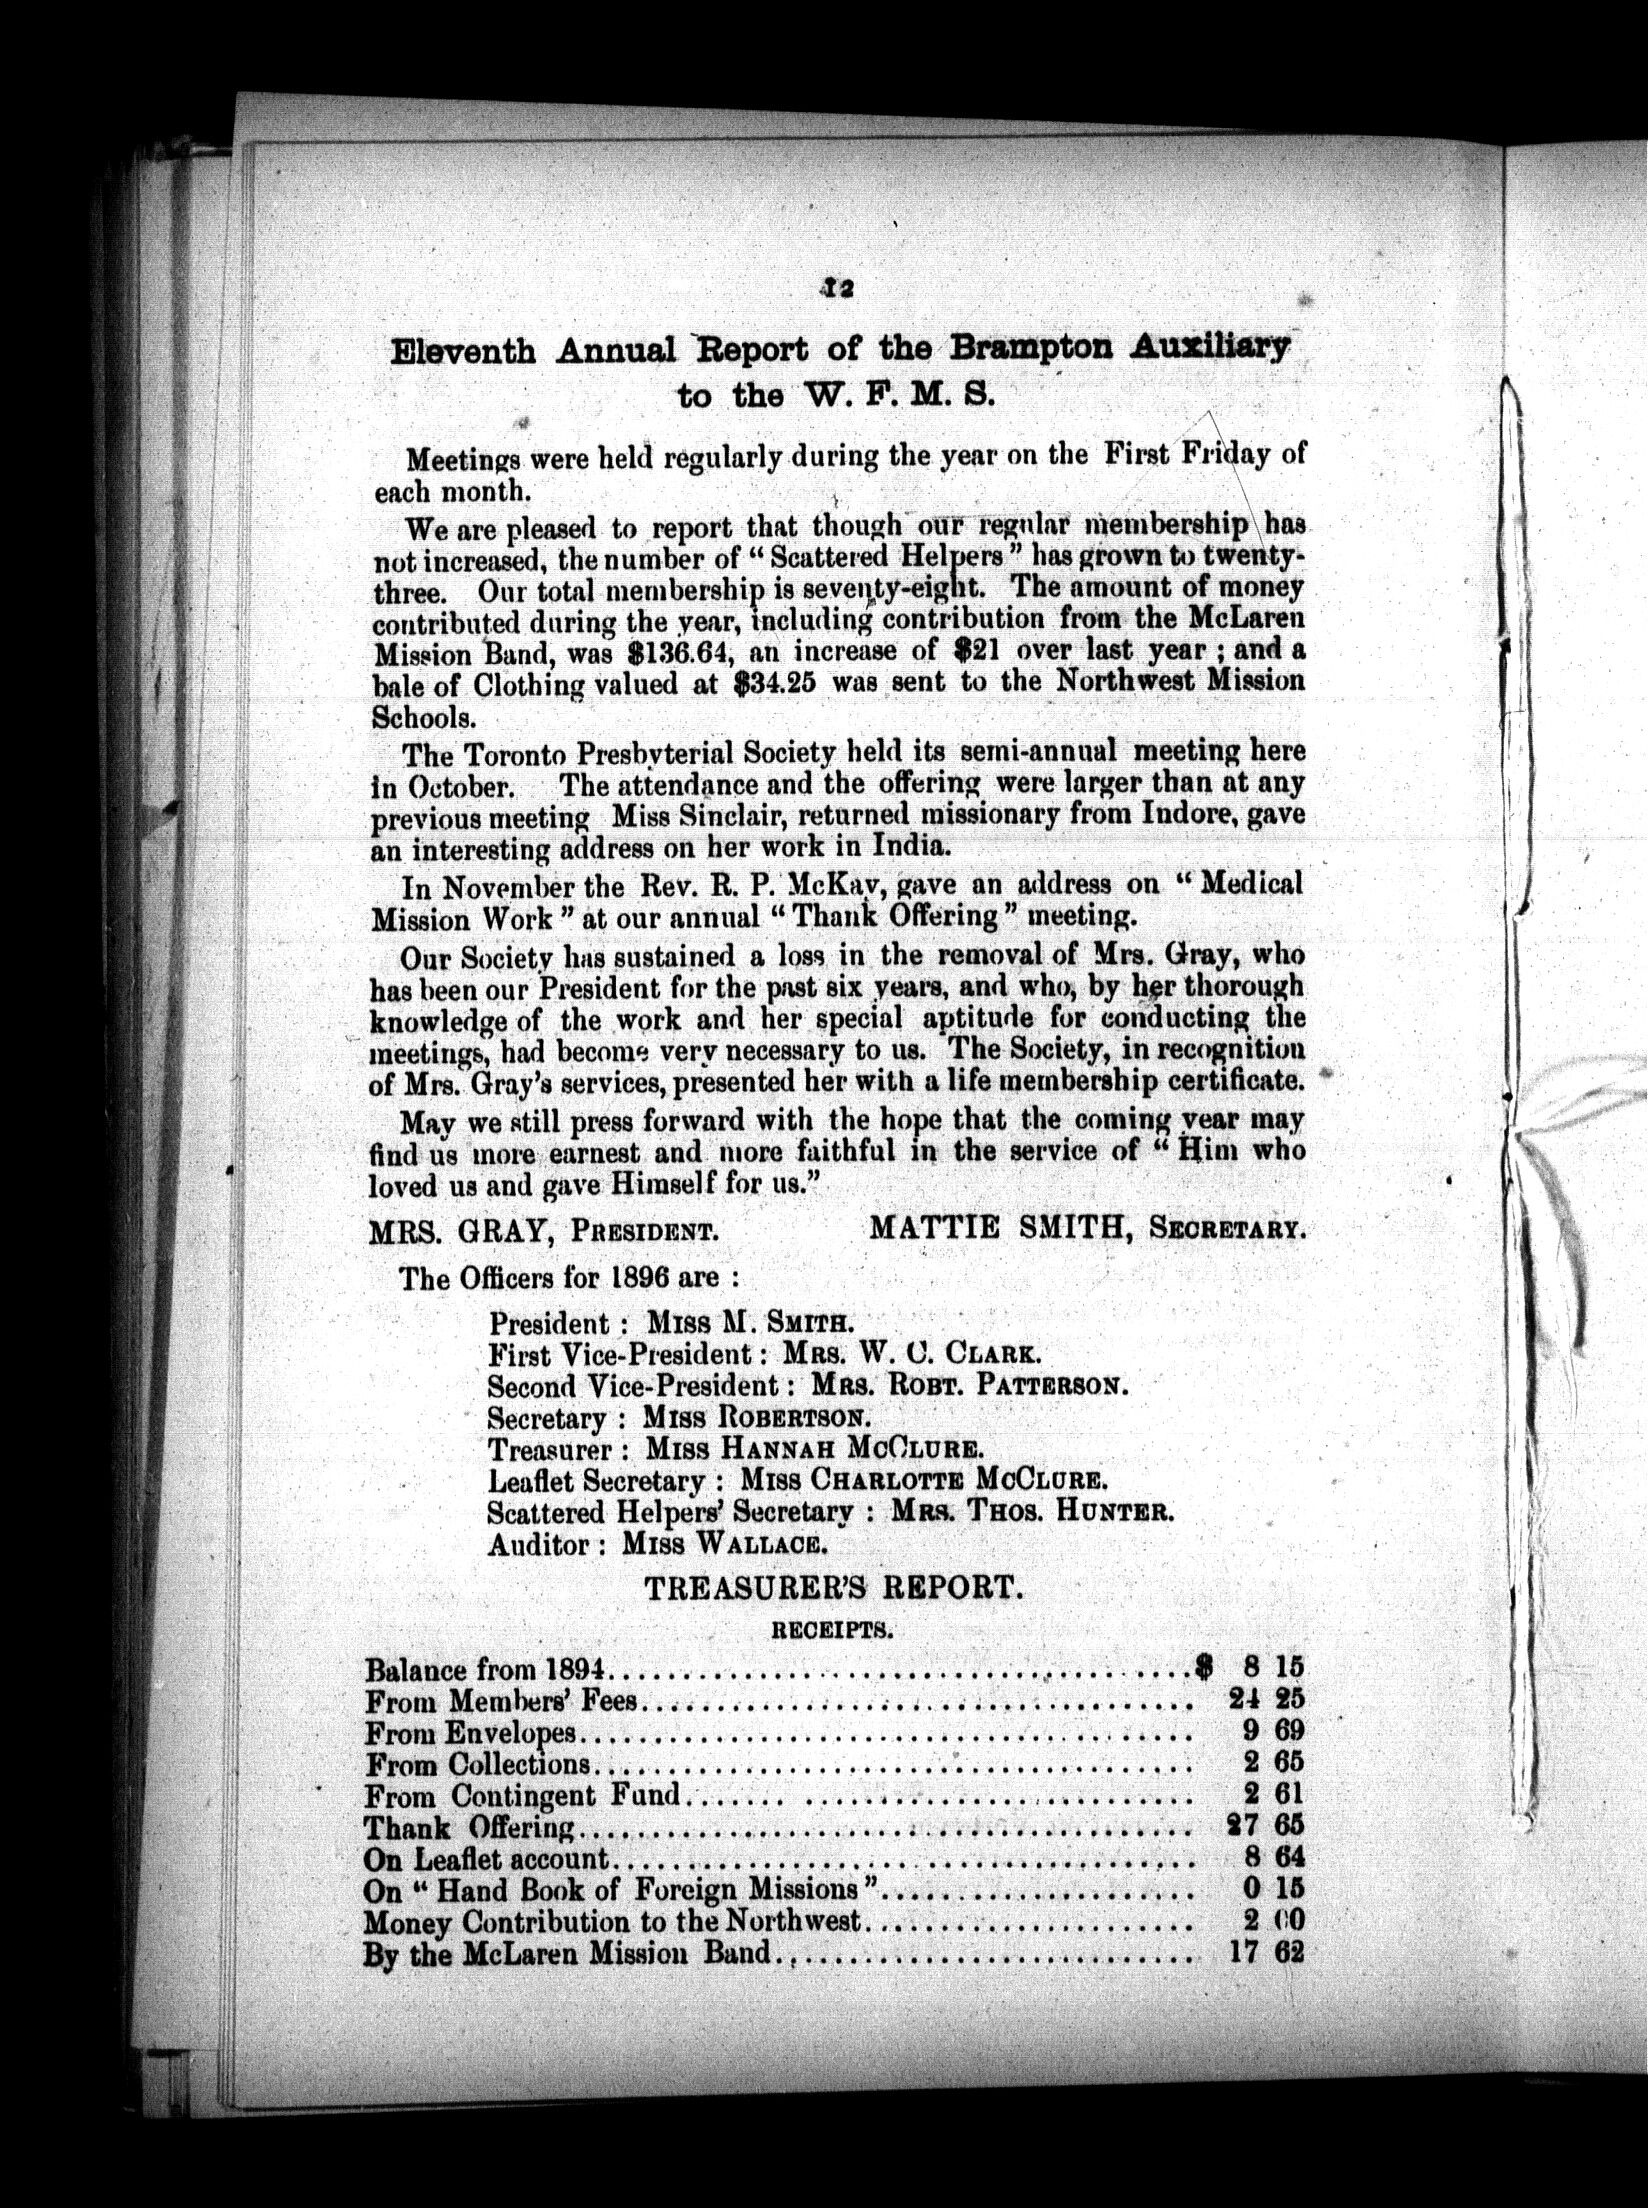 12
Eleventh Annual Report of the Brampton Auxiliary
to the W. F. M. S.
Meetings were held regularly during the year on the First Friday of
each month.
We are pleased to report that though our regular membership has
not increased, the number of “ Scattered Helpers ” has grown to twenty-
three. Our total membership is seventy-eight. The amount of money
contributed during the year, including contribution from the McLaren
Mission Band, was $136.64, an increase of $21 over last year ; and a
bale of Clothing valued at $34.25 was sent to the Northwest Mission
Schools.
The Toronto Presbyterial Society held its semi-annual meeting here
in October. The attendance and the offering were larger than at any
previous meeting Miss Sinclair, returned missionary from Indore, gave
an interesting address on her work in India.
In November the Rev. R. P. McKay, gave an address on “ Medical
Mission Work ” at our annual “ Thank Offering ” meeting.
Our Society has sustained a loss in the removal of Mrs. Gray, who
has been our President for the past six years, and who, by her thorough
knowledge of the work and her special aptitude for conducting the
meetings, had become very necessary to us. The Society, in recognition
of Mrs. Gray’s services, presented her with a life membership certificate.
May we still press forward with the hope that the coming year may
find us more earnest and more faithful in the service of “ Him who
loved us and gave Himself for us.”
MRS. GRAY, PRESIDENT. MATTIE SMITH, SECRETARY.
The Officers for 1896 are :
President : MISS M. SMITH.
First Vice-President : MRS. W. C. CLARK.
Second Vice-President : MRS. ROBT. PATTERSON.
Secretary : MISS ROBERTSON.
Treasurer : MISS HANNAH MCCLURE.
Leaflet Secretary : MISS CHARLOTTE MCCLURE.
Scattered Helpers’ Secretary : MRS. THOS. HUNTER.
Auditor : MISS WALLACE.
TREASURER’S REPORT.
RECEIPTS.
Balance from 1894........................................$ 8 15
From Members’ Fees..................................... 24 25
From Envelopes......................................... 9 69
From Collections........................................ 2 65
From Contingent Fund.................................. 2 61
Thank Offering......................................... 27 65
On Leaflet account....................................... 8 64
On “ Hand Book of Foreign Missions ”..................... 0 15
Money Contribution to the Northwest...................... 2 00
By the McLaren Mission Band............................ 17 62